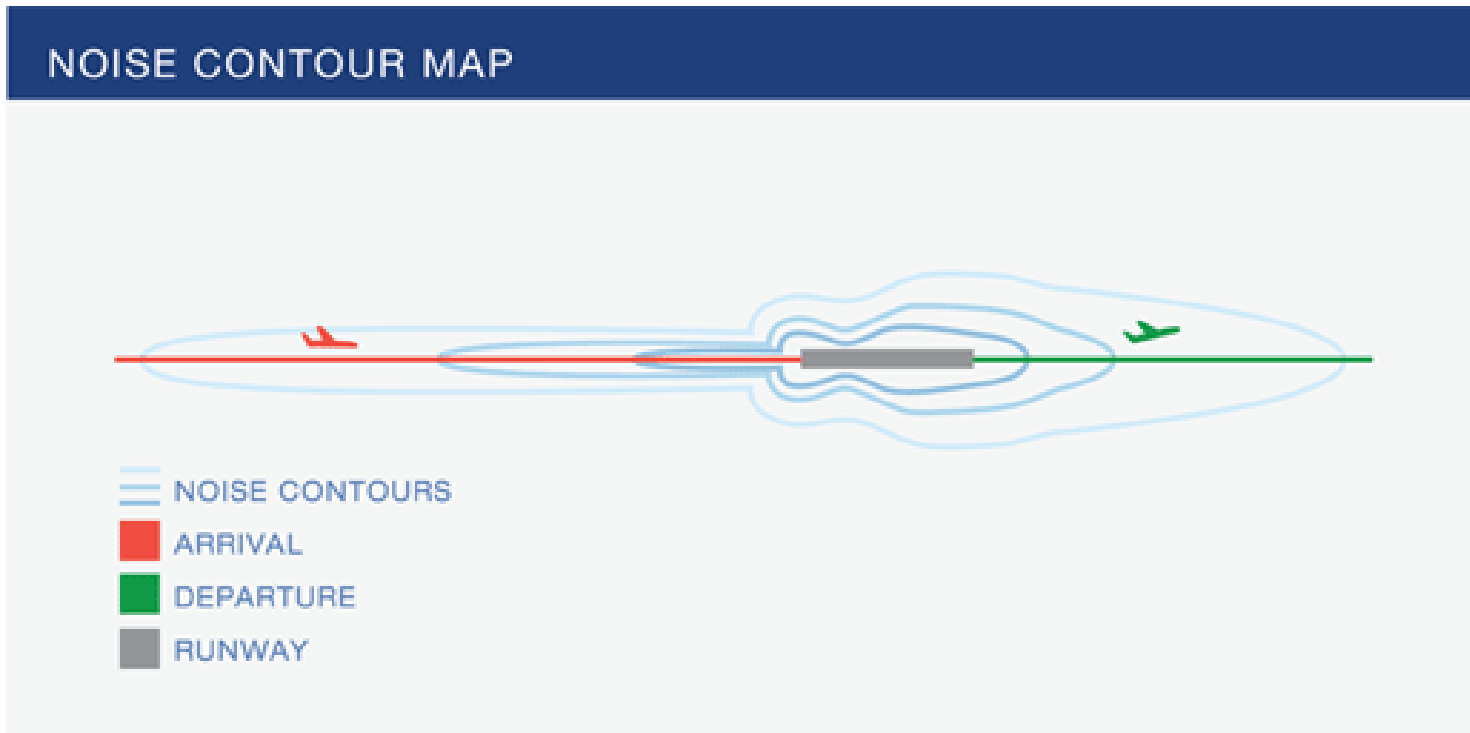 NOISE CONTOUR MAP
NOISE CONTOURS
ARRIVAL
DEPARTURE
RUNWAY